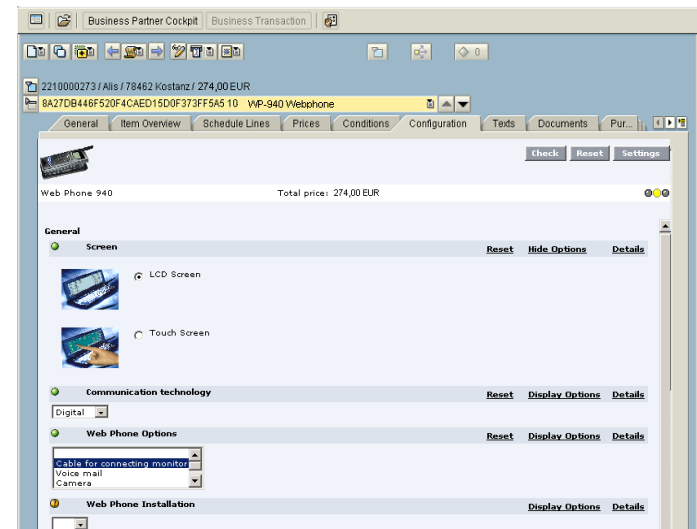 Business Partner Cockpit Business Transaction
0
2210000273 / Alis / 78462 Kostanz / 274,00 EUR
8A27DB446F520F4CAED15D0F373FF5A5 10 WP-940 Webphone
General Item Overview Schedule Lines Prices Conditions Configuration Texts Documents Pur...
Check Reset Settings
Web Phone 940 Total price: 274,00 EUR
General
Screen Reset Hide Options Details
LCD Screen
Touch Screen
Communication technology Reset Display Options Details
Digital
Web Phone Options Reset Display Options Details
Cable for connecting monitor
Voice mail
Camera
Web Phone Installation Display Options Details